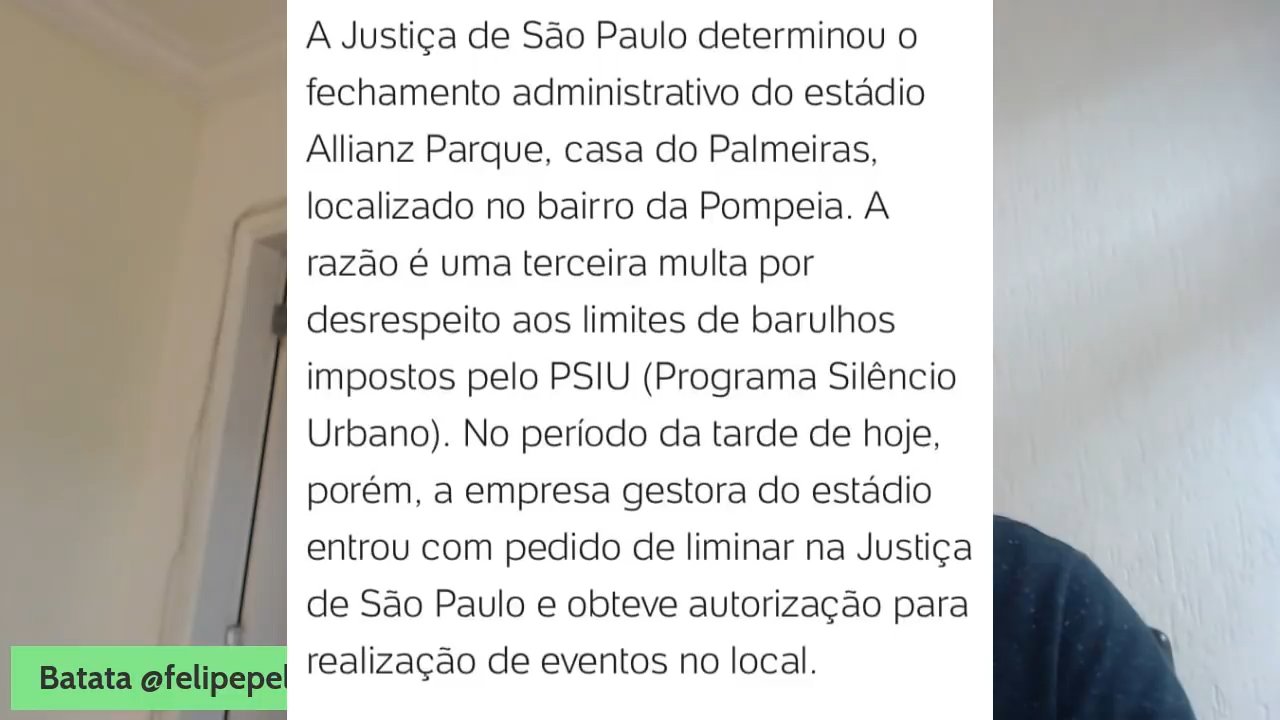 A Justiça de São Paulo determinou o
fechamento administrativo do estádio
Allianz Parque, casa do Palmeiras,
localizado no bairro da Pompeia. A
razão é uma terceira multa por
desrespeito aos limites de barulhos
impostos pelo PSIU (Programa Silêncio
Urbano). No período da tarde de hoje,
porém, a empresa gestora do estádio
entrou com pedido de liminar na Justiça
de São Paulo e obteve autorização para
realização de eventos no local.
Batata @felipepel